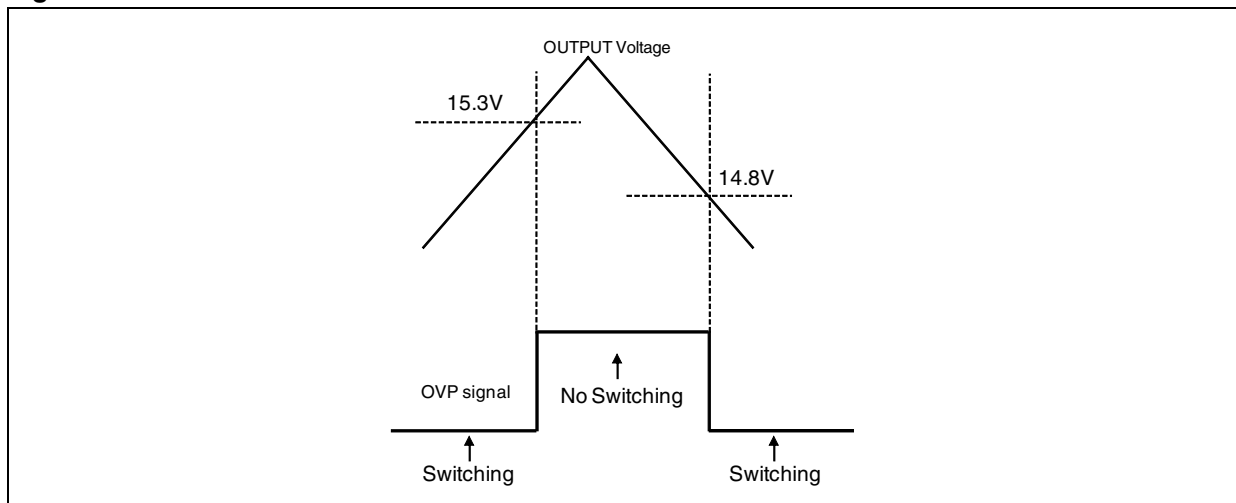 OUTPUT Voltage
15.3V
14.8V
OVP signal
No Switching
Switching
Switching